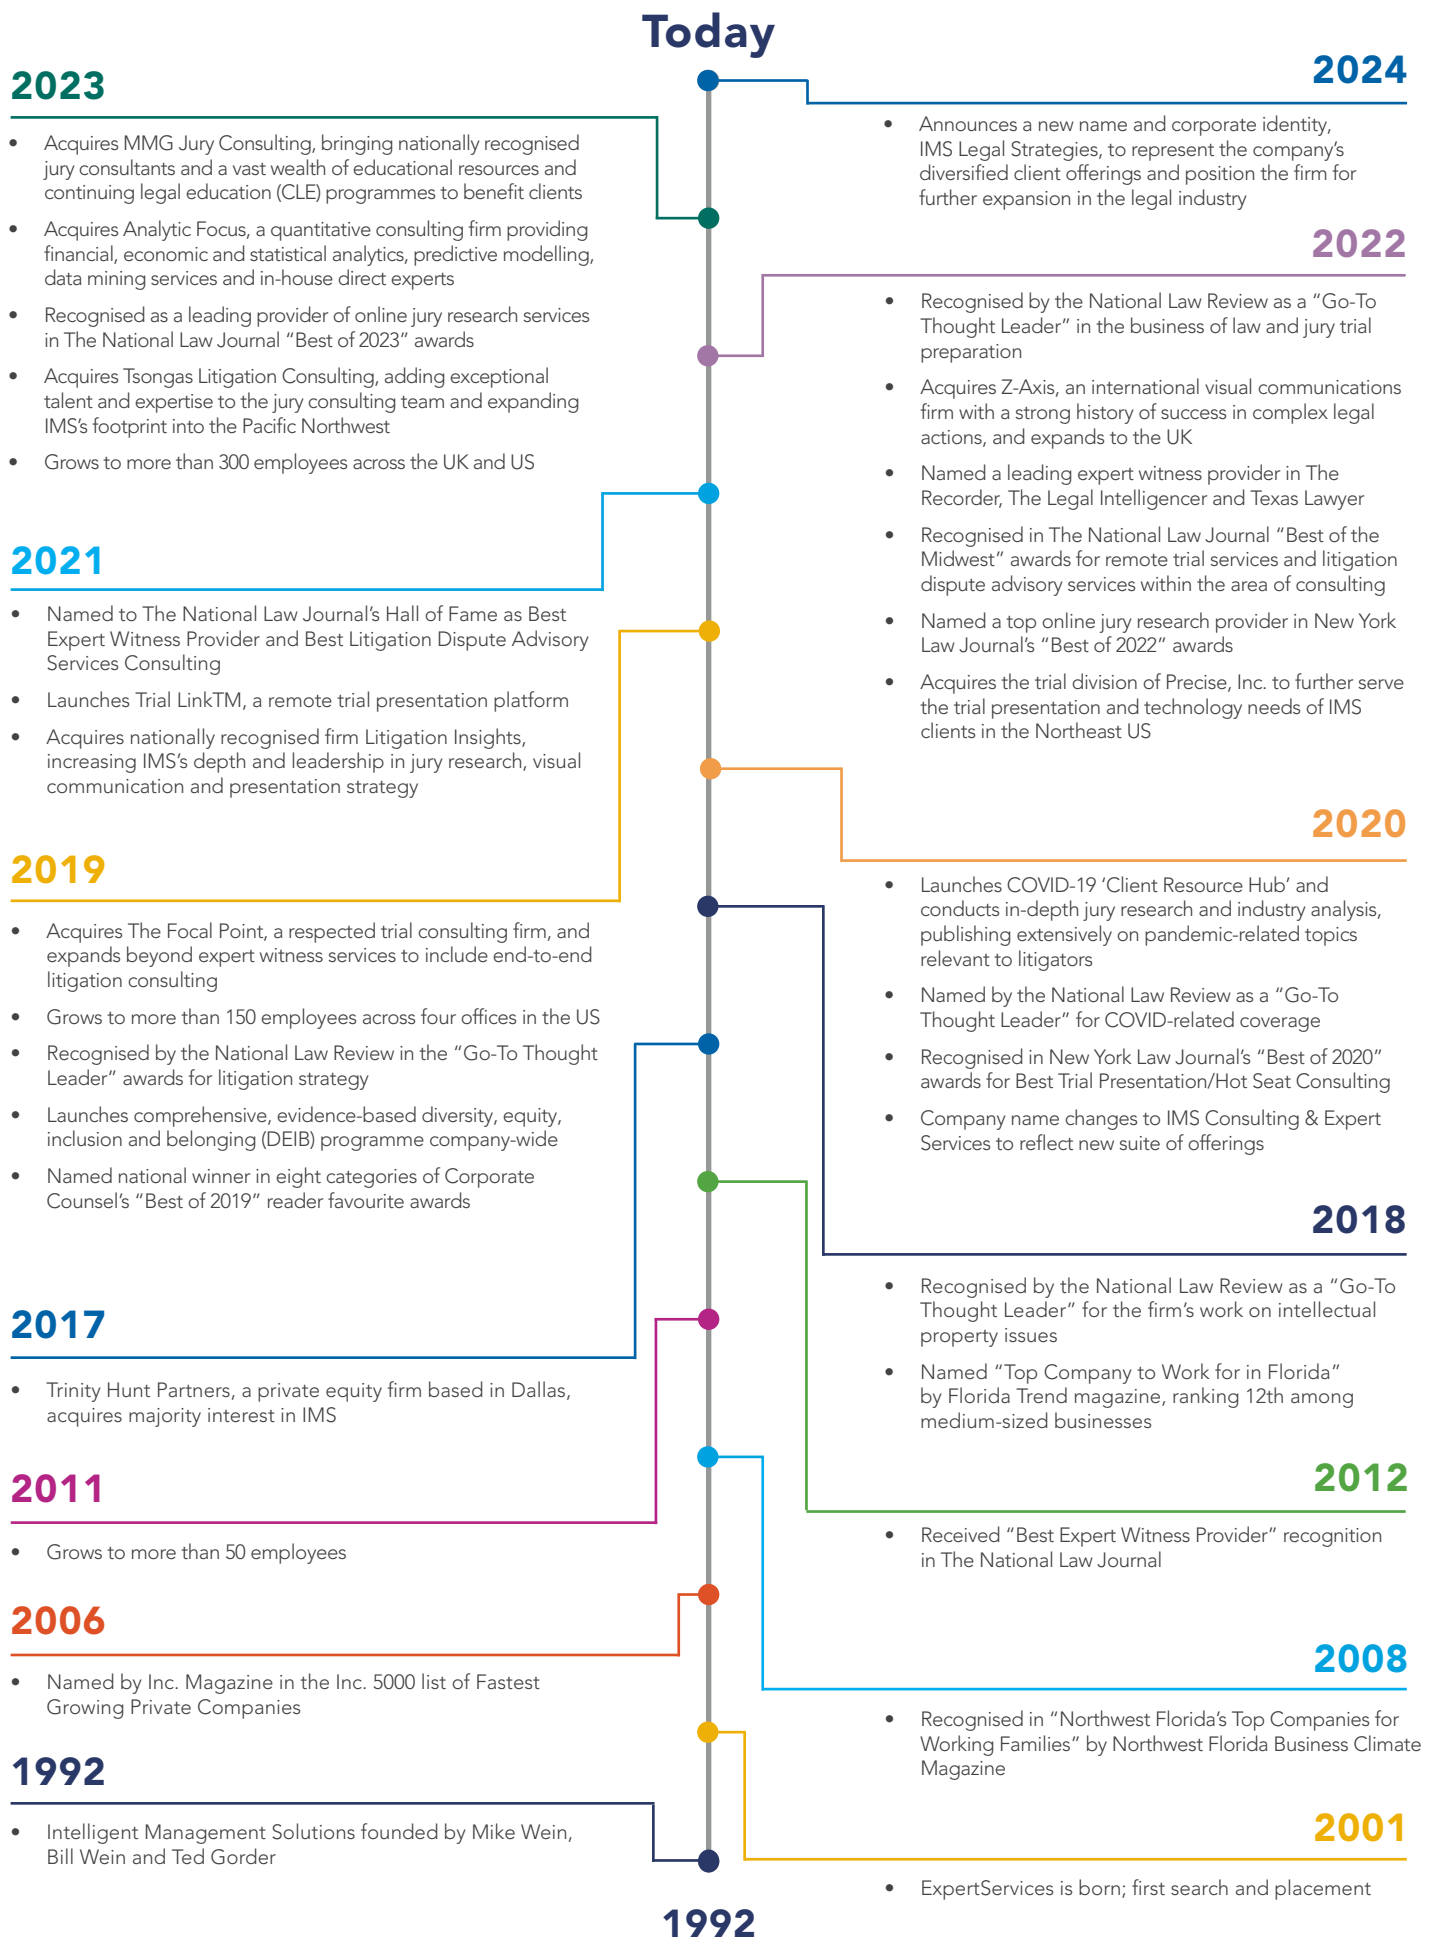 Today
2023
• Acquires MMG Jury Consulting, bringing nationally recognised
jury consultants and a vast wealth of educational resources and
continuing legal education (CLE) programmes to benefit clients
• Acquires Analytic Focus, a quantitative consulting firm providing
financial, economic and statistical analytics, predictive modelling,
data mining services and in-house direct experts
• Recognised as a leading provider of online jury research services
in The National Law Journal “Best of 2023” awards
• Acquires Tsongas Litigation Consulting, adding exceptional
talent and expertise to the jury consulting team and expanding
IMS’s footprint into the Pacific Northwest
• Grows to more than 300 employees across the UK and US
2024
• Announces a new name and corporate identity,
IMS Legal Strategies, to represent the company’s
diversified client offerings and position the firm for
further expansion in the legal industry
2022
• Recognised by the National Law Review as a “Go-To
Thought Leader” in the business of law and jury trial
preparation
• Acquires Z-Axis, an international visual communications
firm with a strong history of success in complex legal
actions, and expands to the UK
• Named a leading expert witness provider in The
Recorder, The Legal Intelligencer and Texas Lawyer
• Recognised in The National Law Journal “Best of the
Midwest” awards for remote trial services and litigation
dispute advisory services within the area of consulting
• Named a top online jury research provider in New York
Law Journal’s “Best of 2022” awards
• Acquires the trial division of Precise, Inc. to further serve
the trial presentation and technology needs of IMS
clients in the Northeast US
2021
• Named to The National Law Journal’s Hall of Fame as Best
Expert Witness Provider and Best Litigation Dispute Advisory
Services Consulting
• Launches Trial LinkTM, a remote trial presentation platform
• Acquires nationally recognised firm Litigation Insights,
increasing IMS’s depth and leadership in jury research, visual
communication and presentation strategy
2020
• Launches COVID-19 ‘Client Resource Hub’ and
conducts in-depth jury research and industry analysis,
publishing extensively on pandemic-related topics
relevant to litigators
• Named by the National Law Review as a “Go-To
Thought Leader” for COVID-related coverage
• Recognised in New York Law Journal’s “Best of 2020”
awards for Best Trial Presentation/Hot Seat Consulting
• Company name changes to IMS Consulting & Expert
Services to reflect new suite of offerings
2019
• Acquires The Focal Point, a respected trial consulting firm, and
expands beyond expert witness services to include end-to-end
litigation consulting
• Grows to more than 150 employees across four offices in the US
• Recognised by the National Law Review in the “Go-To Thought
Leader” awards for litigation strategy
• Launches comprehensive, evidence-based diversity, equity,
inclusion and belonging (DEIB) programme company-wide
• Named national winner in eight categories of Corporate
Counsel’s “Best of 2019” reader favourite awards
2018
• Recognised by the National Law Review as a “Go-To
Thought Leader” for the firm’s work on intellectual
property issues
• Named “Top Company to Work for in Florida”
by Florida Trend magazine, ranking 12th among
medium-sized businesses
2017
• Trinity Hunt Partners, a private equity firm based in Dallas,
acquires majority interest in IMS
2012
• Received “Best Expert Witness Provider” recognition
in The National Law Journal
2011
• Grows to more than 50 employees
2008
• Recognised in “Northwest Florida’s Top Companies for
Working Families” by Northwest Florida Business Climate
Magazine
2006
• Named by Inc. Magazine in the Inc. 5000 list of Fastest
Growing Private Companies
2001
• ExpertServices is born; first search and placement
1992
• Intelligent Management Solutions founded by Mike Wein,
Bill Wein and Ted Gorder
1992